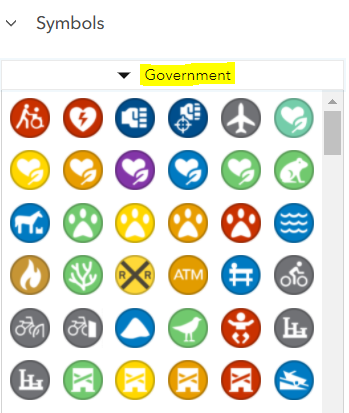 Symbols
Government
R R
ATM